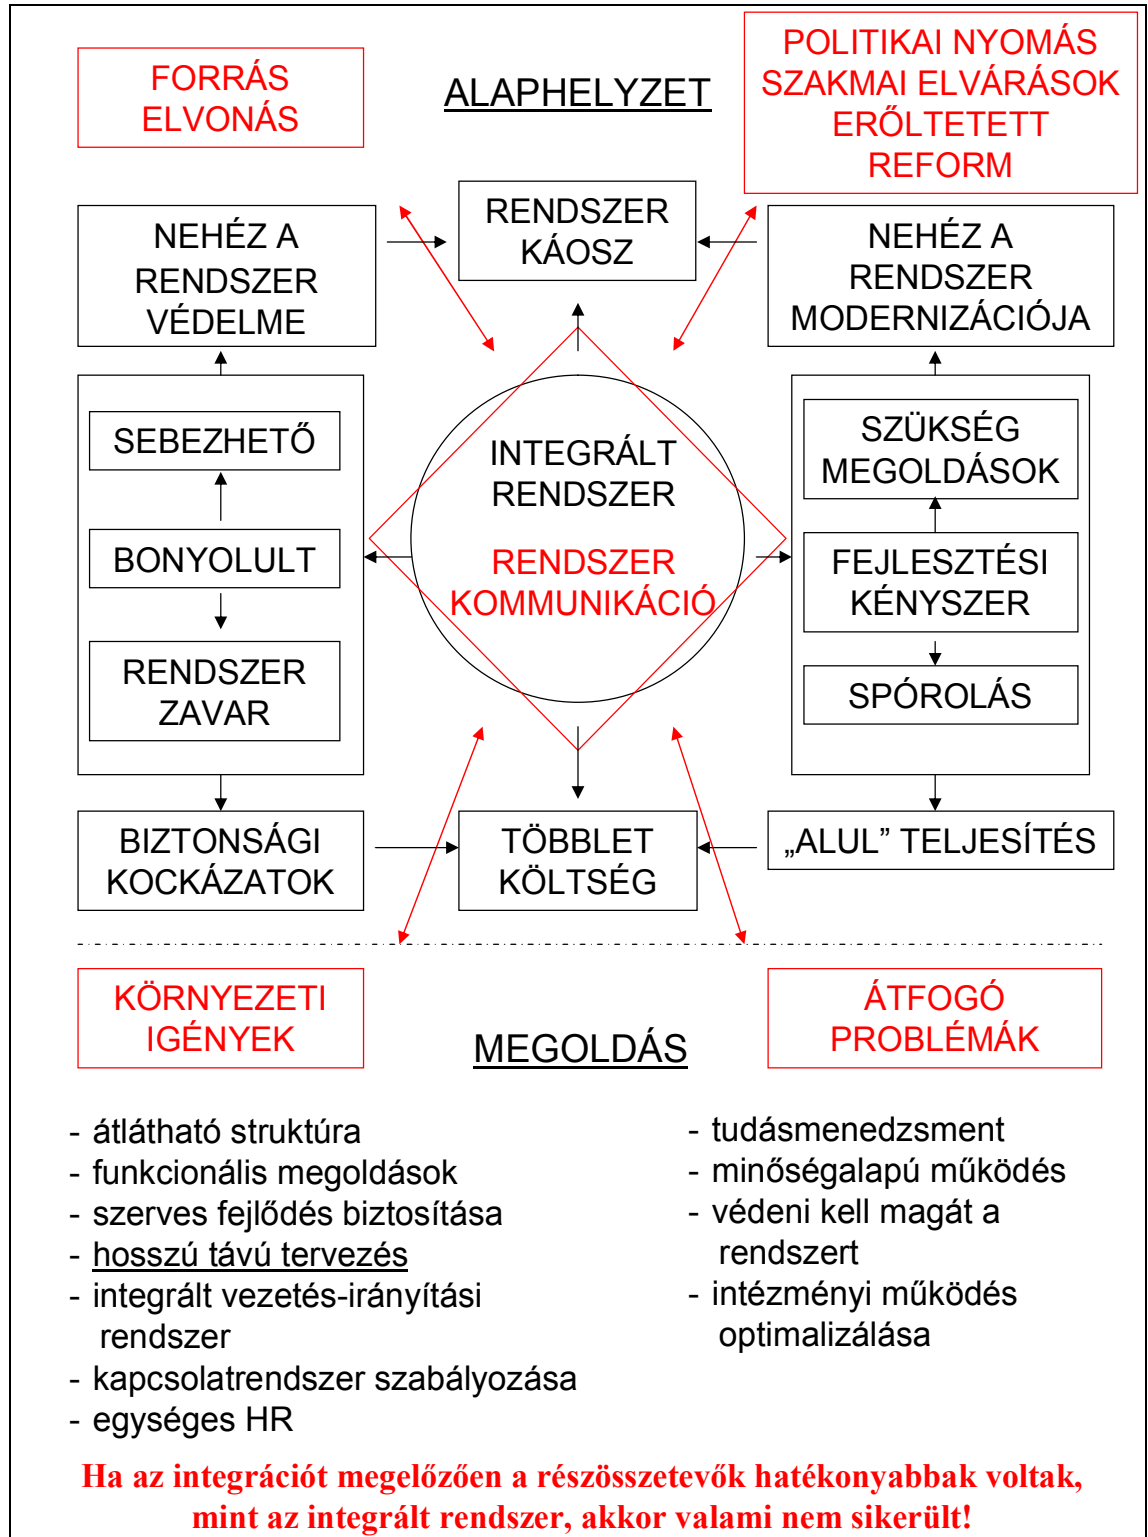 FORRÁS
ELVONÁS
ALAPHELYZET
POLITIKAI NYOMÁS
SZAKMAI ELVÁRÁSOK
ERŐLTETETT
REFORM
NEHÉZ A
RENDSZER
VÉDELME
RENDSZER
KÁOSZ
NEHÉZ A
RENDSZER
MODERNIZÁCIÓJA
SEBEZHETŐ
BONYOLULT
RENDSZER
ZAVAR
INTEGRÁLT
RENDSZER
RENDSZER
KOMMUNIKÁCIÓ
SZÜKSÉG
MEGOLDÁSOK
FEJLESZTÉSI
KÉNYSZER
SPÓROLÁS
BIZTONSÁGI
KOCKÁZATOK
TÖBBLET
KÖLTSÉG
„ALUL” TELJESÍTÉS
KÖRNYEZETI
IGÉNYEK
MEGOLDÁS
ÁTFOGÓ
PROBLÉMÁK
- átlátható struktúra
- funkcionális megoldások
- szerves fejlődés biztosítása
- hosszú távú tervezés
- integrált vezetés-irányítási
rendszer
- kapcsolatrendszer szabályozása
- egységes HR
- tudásmenedzsment
- minőségalapú működés
- védeni kell magát a
rendszert
- intézményi működés
optimalizálása
Ha az integrációt megelőzően a részösszetevők hatékonyabbak voltak,
mint az integrált rendszer, akkor valami nem sikerült!